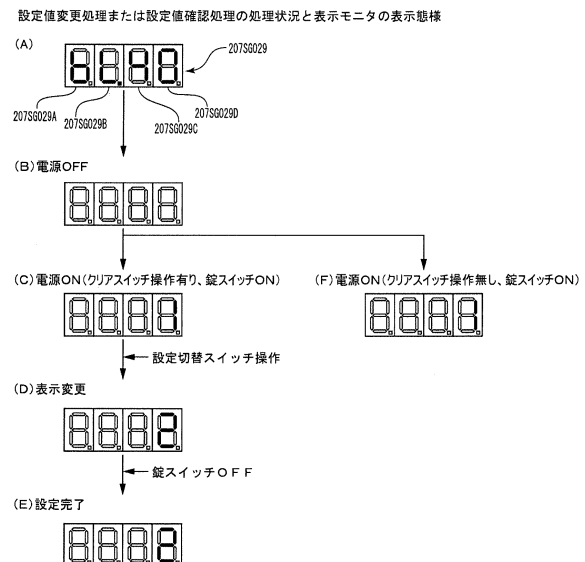 設定値変更処理または設定値確認処理の処理状況と表示モニタの表示態様
(A)
207SG029
207SG029A
207SG029B
207SG029C
207SG029D
(B)電源OFF
(C)電源ON(クリアスイッチ操作有り、錠スイッチON)
(F)電源ON(クリアスイッチ操作無し、錠スイッチON)
1
1
設定切替スイッチ操作
(D)表示変更
2
錠スイッチOFF
(E)設定完了
2